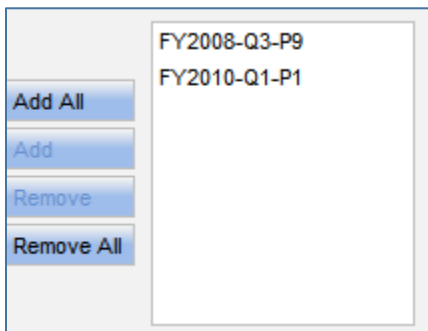 FY2008-Q3-P9
FY2010-Q1-P1
Add All
Add
Remove
Remove All